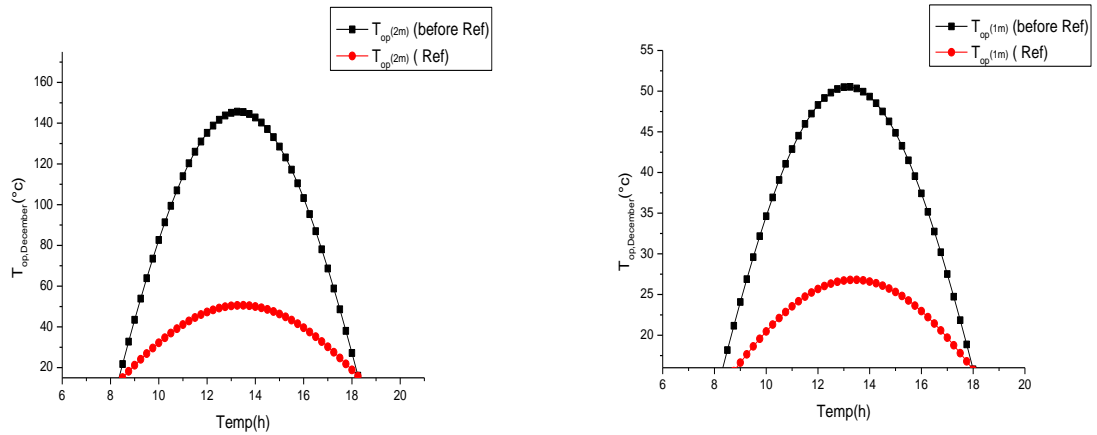 T op(2m) (before Ref)
T op(2m) ( Ref)
160
140
120
100
80
60
40
20
6 8 10 12 14 16 18 20
T op,December (°c)
Temp(h)
T op(1m) (before Ref)
T op(1m) ( Ref)
55
50
45
40
35
30
25
20
6 8 10 12 14 16 18 20
T op,December (°c)
Temp(h)